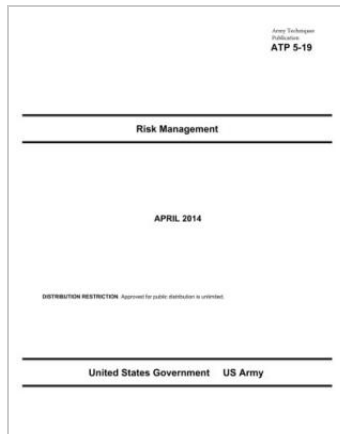 Army Techniques
Publication
ATP 5-19
Risk Management
APRIL 2014
DISTRIBUTION RESTRICTION. Approved for public distribution is unlimited.
United States Government US Army